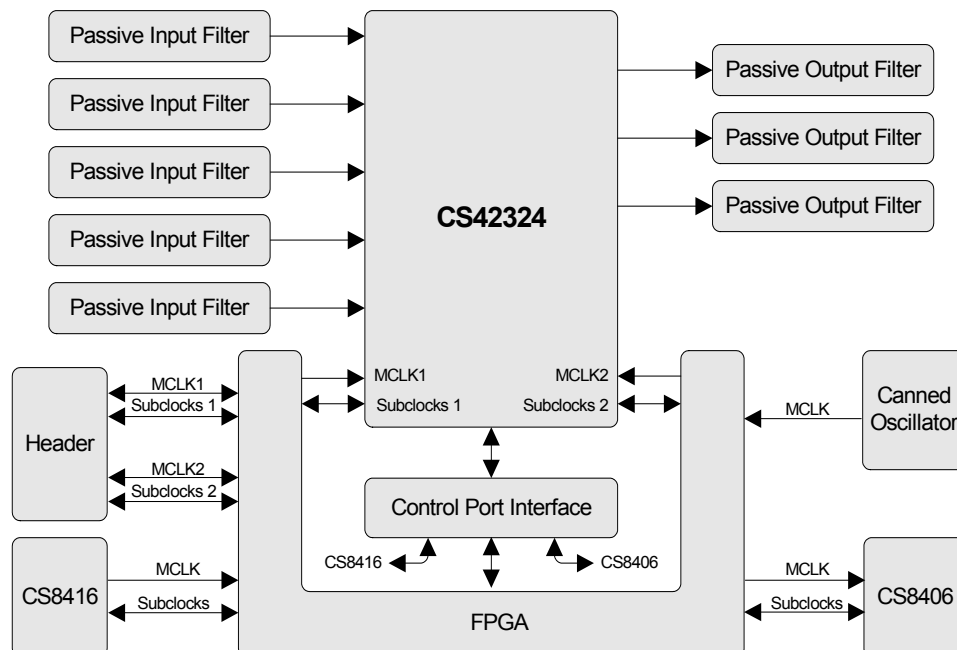 Passive Input Filter
Passive Input Filter
Passive Input Filter
Passive Input Filter
Passive Input Filter
CS42324
Passive Output Filter
Passive Output Filter
Passive Output Filter
MCLK1
Subclocks 1
MCLK2
Subclocks 2
Header
MCLK1
Subclocks 1
MCLK2
Subclocks 2
MCLK
Canned
Oscillator
Control Port Interface
CS8416
CS8406
CS8416
MCLK
Subclocks
FPGA
MCLK
Subclocks
CS8406